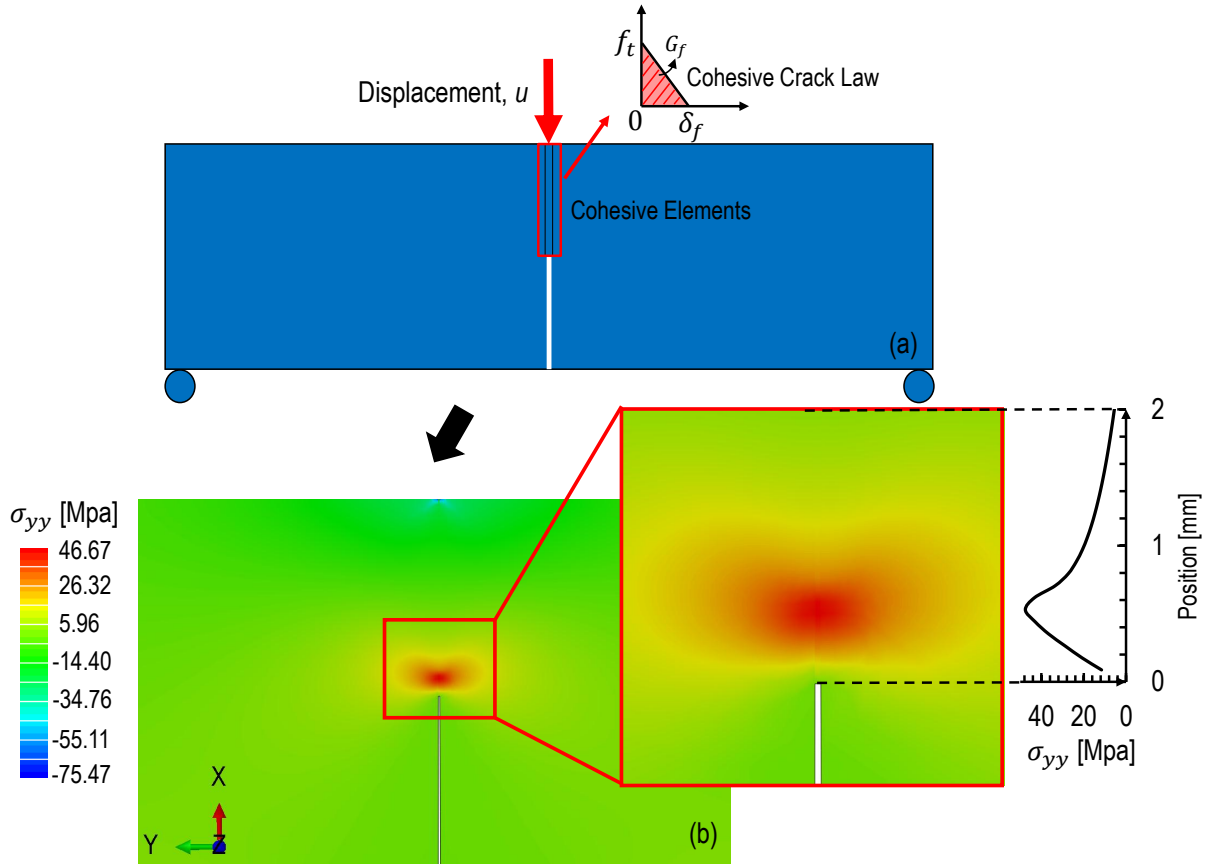 f_t
G_f
Cohesive Crack Law
0
δ_f
Displacement, u
Cohesive Elements
(a)
σ_yy [Mpa]
46.67
26.32
5.96
-14.40
-34.76
-55.11
-75.47
X
Y
Z
(b)
2
1
0
Position [mm]
40 20 0
σ_yy [Mpa]